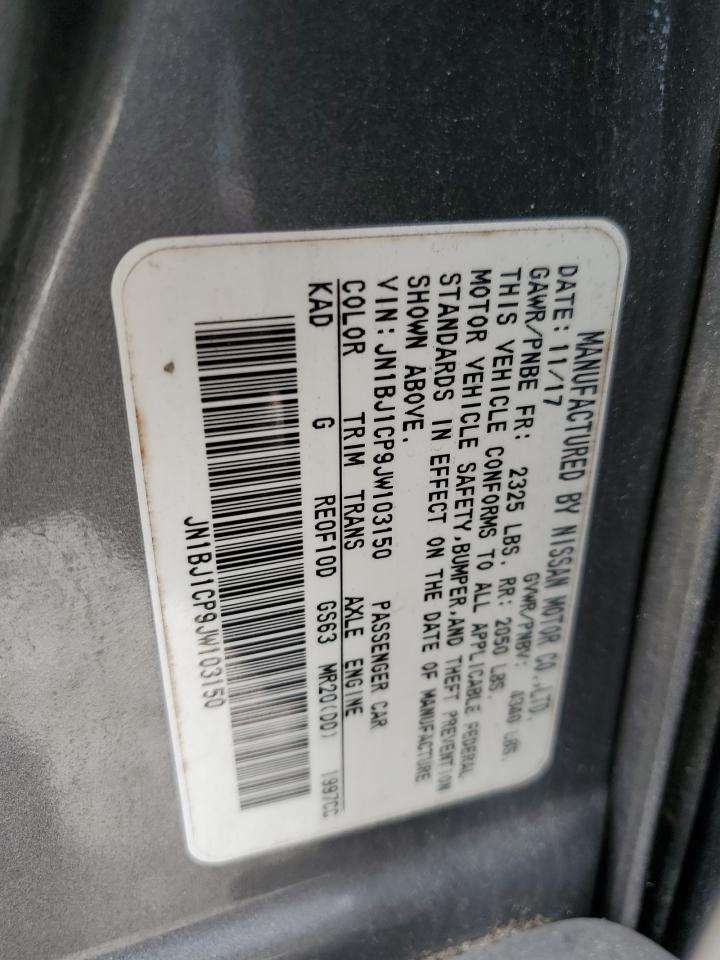 MANUFACTURED BY NISSAN MOTOR CO.,LTD.
DATE: 11/17 GVWR/PNBV: 4340 LBS.
GAWR/PNBE FR: 2325 LBS. RR: 2050 LBS.
THIS VEHICLE CONFORMS TO ALL APPLICABLE FEDERAL
MOTOR VEHICLE SAFETY,BUMPER,AND THEFT PREVENTION
STANDARDS IN EFFECT ON THE DATE OF MANUFACTURE
SHOWN ABOVE.
VIN: JN1BJ1CP9JW103150 PASSENGER CAR
COLOR TRIM TRANS AXLE ENGINE
KAD G RE0F10D GS63 MR20(DD) 1997CC
JN1BJ1CP9JW103150